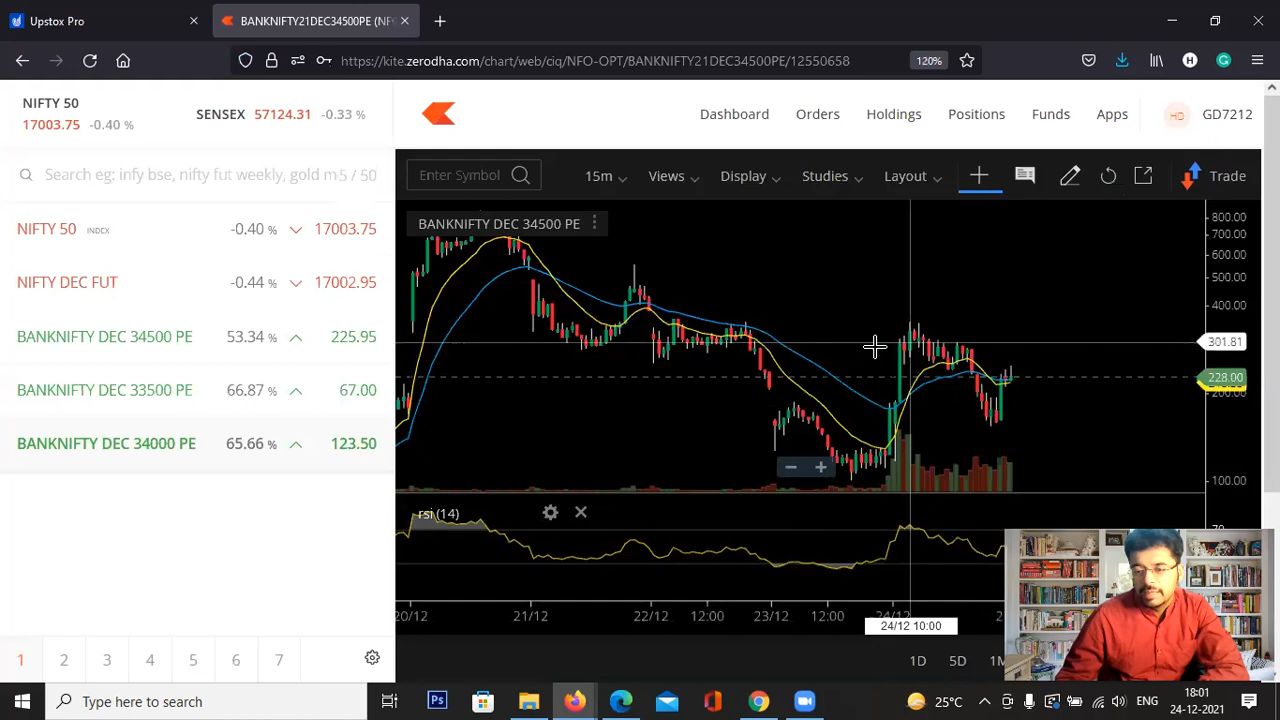 Upstox Pro
BANKNIFTY21DEC34500PE (NF
https://kite.zerodha.com/chart/web/ciq/NFO-OPT/BANKNIFTY21DEC34500PE/12550658
120%
H
NIFTY 50
17003.75 -0.40 %
SENSEX 57124.31 -0.33 %
Dashboard Orders Holdings Positions Funds Apps HD GD7212
Search eg: infy bse, nifty fut weekly, gold m 5 / 50
NIFTY 50 INDEX -0.40 % 17003.75
NIFTY DEC FUT -0.44 % 17002.95
BANKNIFTY DEC 34500 PE 53.34 % 225.95
BANKNIFTY DEC 33500 PE 66.87 % 67.00
BANKNIFTY DEC 34000 PE 65.66 % 123.50
1 2 3 4 5 6 7
Enter Symbol 15m Views Display Studies Layout Trade
BANKNIFTY DEC 34500 PE
800.00
700.00
600.00
500.00
400.00
301.81
228.00
200.00
100.00
rsi (14)
70
20/12 21/12 22/12 12:00 23/12 12:00 24/12
24/12 10:00
1D 5D 1M
Type here to search
Ps
25°C ENG
18:01
24-12-2021